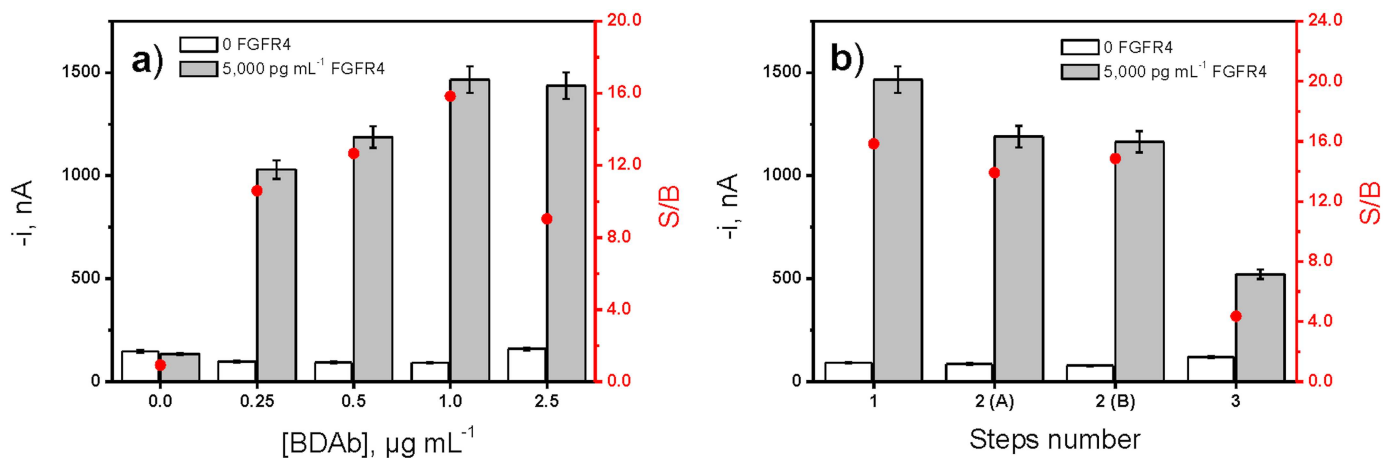 a)
0 FGFR4
5,000 pg mL⁻¹ FGFR4
-i, nA
1500
1000
500
0
0.0
0.25
0.5
1.0
2.5
[BDAb], µg mL⁻¹
20.0
16.0
12.0
8.0
4.0
0.0
S/B
b)
0 FGFR4
5,000 pg mL⁻¹ FGFR4
-i, nA
1500
1000
500
0
1
2 (A)
2 (B)
3
Steps number
24.0
20.0
16.0
12.0
8.0
4.0
0.0
S/B